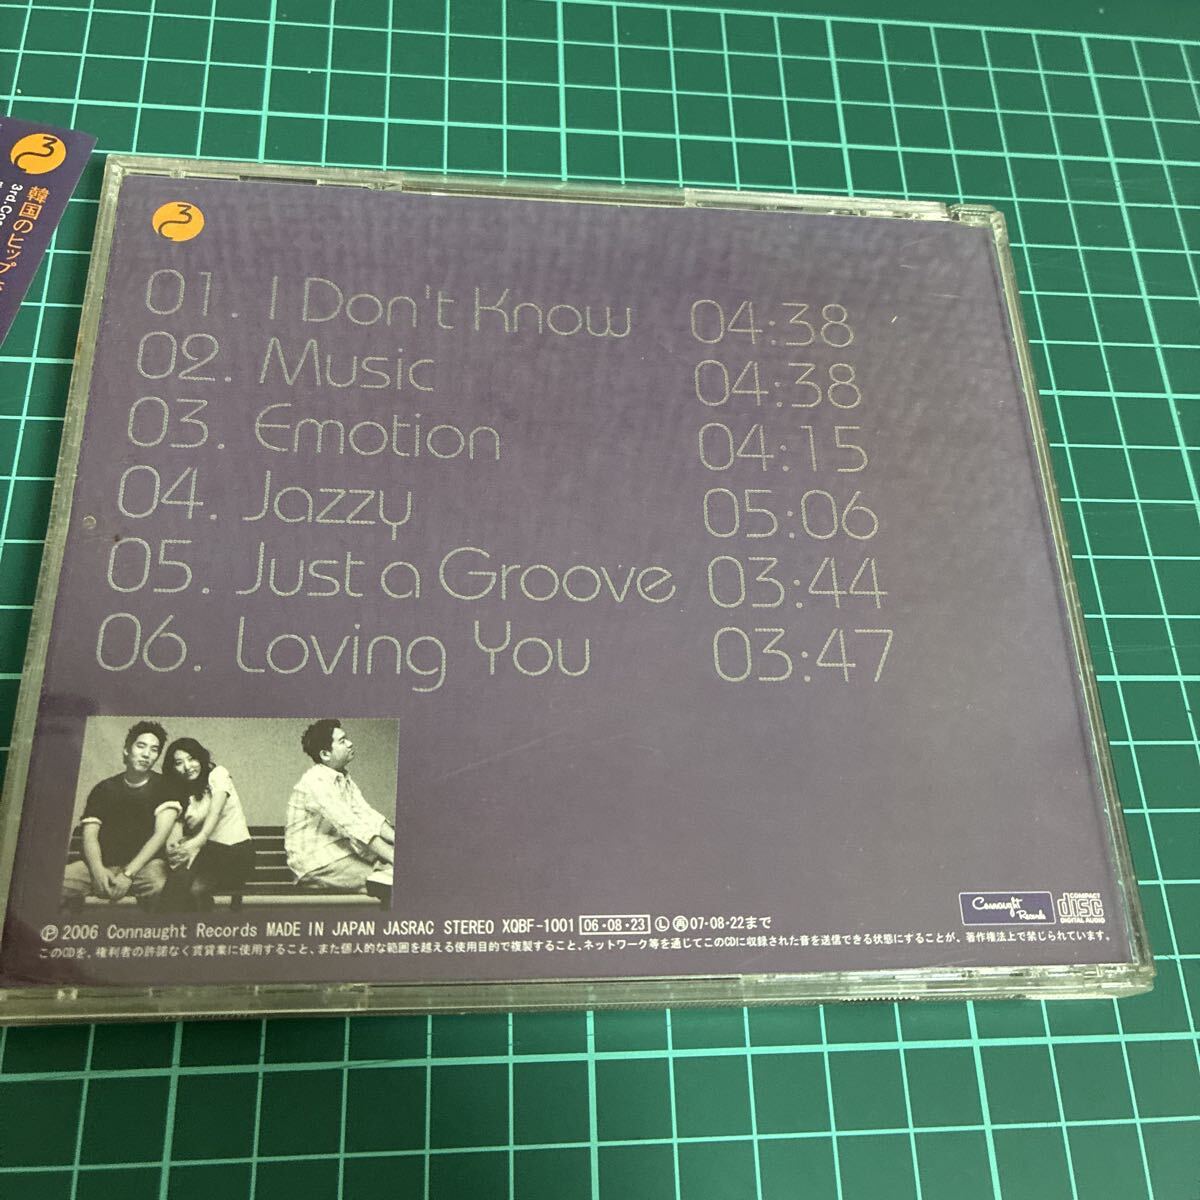 3
韓国のヒップ
3rd-Coa
3
01. I Don't Know 04:38
02. Music 04:38
03. Emotion 04:15
04. Jazzy 05:06
05. Just a Groove 03:44
06. Loving You 03:47
Connaught Records
COMPACT disc DIGITAL AUDIO
Ⓟ 2006 Connaught Records MADE IN JAPAN JASRAC STEREO XQBF-1001 06・08・23 Ⓛ 07-08-22まで
このCDを、権利者の許諾なく賃貸業に使用すること、また個人的な範囲を越える使用目的で複製すること、ネットワーク等を通じてこのCDに収録された音を送信できる状態にすることが、著作権法上で禁じられています。